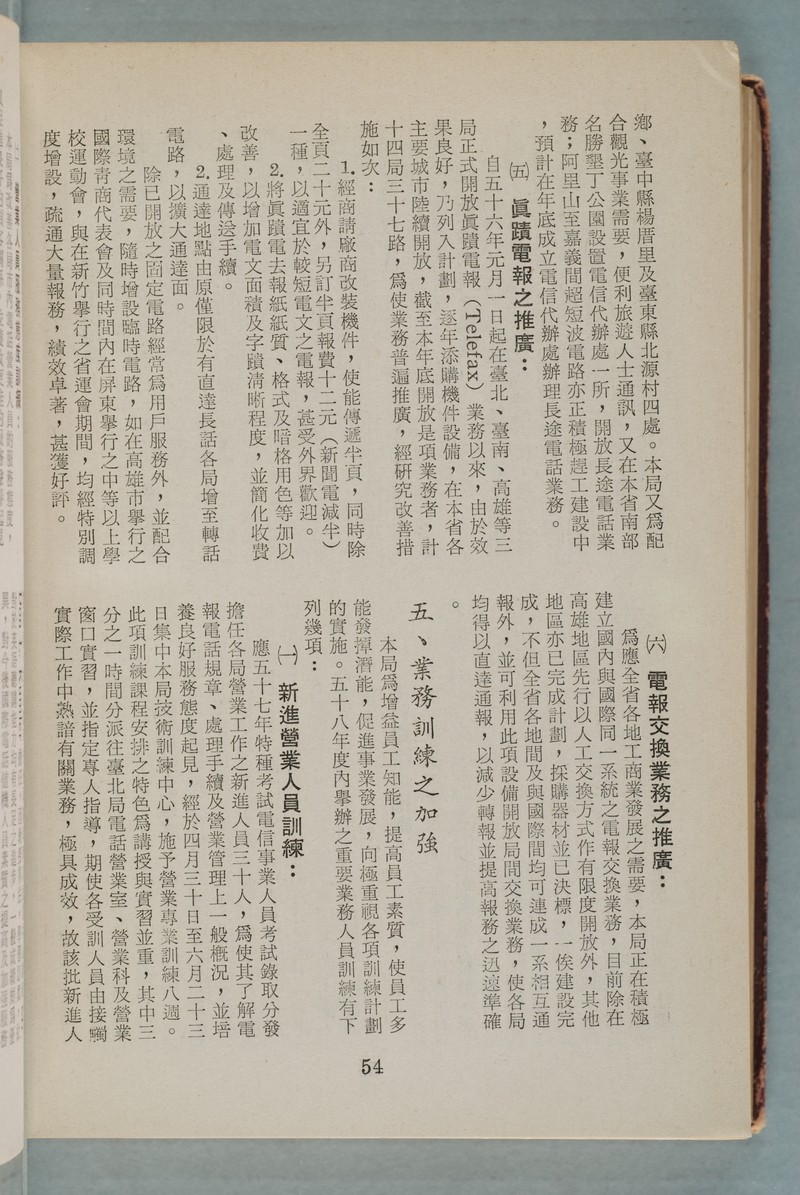 鄉、臺中縣楊厝里及臺東縣北源村四處。本局又爲配
合觀光事業需要，便利旅遊人士通訊，又在本省南部
名勝墾丁公園設置電信代辦處一所，開放長途電話業
務；阿里山至嘉義間超短波電路亦正積極趕工建設中
，預計在年底成立電信代辦處辦理長途電話業務。
㈤　眞蹟電報之推廣：
自五十六年元月一日起在臺北、臺南、高雄等三
局正式開放眞蹟電報（Telefax）業務以來，由於效
果良好，乃列入計劃，逐年添購機件設備，在本省各
主要城市陸續開放，截至本年底開放是項業務者，計
十四局三十七路，爲使業務普遍推廣，經研究改善措
施如次：
1.經商請廠商改裝機件，使能傳遞半頁，同時除
全頁二十元外，另訂半頁報費十二元（新聞電減半）
一種，以適宜於較短電文之電報，甚受外界歡迎。
2.將眞蹟電去報紙紙質、格式及暗格用色等加以
改善，以增加電文面積及字蹟清晰程度，並簡化收費
、處理及傳送手續。
2.通達地點由原僅限於有直達長話各局增至轉話
電路，以擴大通達面。
除已開放之固定電路經常爲用戶服務外，並配合
環境之需要，隨時增設臨時電路，如在高雄市舉行之
國際青商代表會及同時間內在屏東舉行之中等以上學
校運動會，與在新竹舉行之省運會期間，均經特別調
度增設，疏通大量報務，績效卓著，甚獲好評。
㈥　電報交換業務之推廣：
爲應全省各地工商業發展之需要，本局正在積極
建立國內與國際同一系統之電報交換業務，目前除在
高雄地區先行以人工交換方式作有限度開放外，其他
地區亦已完成計劃，採購器材並已決標，一俟建設完
成，不但全省各地間及與國際間均可連成一系相互通
報外，並可利用此項設備開放局間交換業務，使各局
均得以直達通報，以減少轉報並提高報務之迅速準確
。
五、業務訓練之加強
本局爲增益員工知能，提高員工素質，使員工多
能發揮潛能，促進事業發展，向極重視各項訓練計劃
的實施。五十八年度內舉辦之重要業務人員訓練有下
列幾項：
㈠　新進營業人員訓練：
應五十七年特種考試電信事業人員考試錄取分發
擔任各局營業工作之新進人員三十人，爲使其了解電
報電話規章、處理手續及營業管理上一般概況，並培
養良好服務態度起見，經於四月三十日至六月二十三
日集中本局技術訓練中心，施予營業專業訓練八週。
此項訓練課程安排之特色爲講授與實習並重，其中三
分之一時間分派往臺北局電話營業室、營業科及營業
窗口實習，並指定專人指導，期使各受訓人員由接觸
實際工作中熟諳有關業務，極具成效，故該批新進人
54